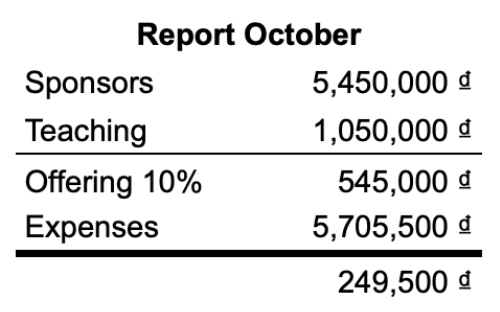 Report October
Sponsors 5,450,000 ₫
Teaching 1,050,000 ₫
Offering 10% 545,000 ₫
Expenses 5,705,500 ₫
249,500 ₫